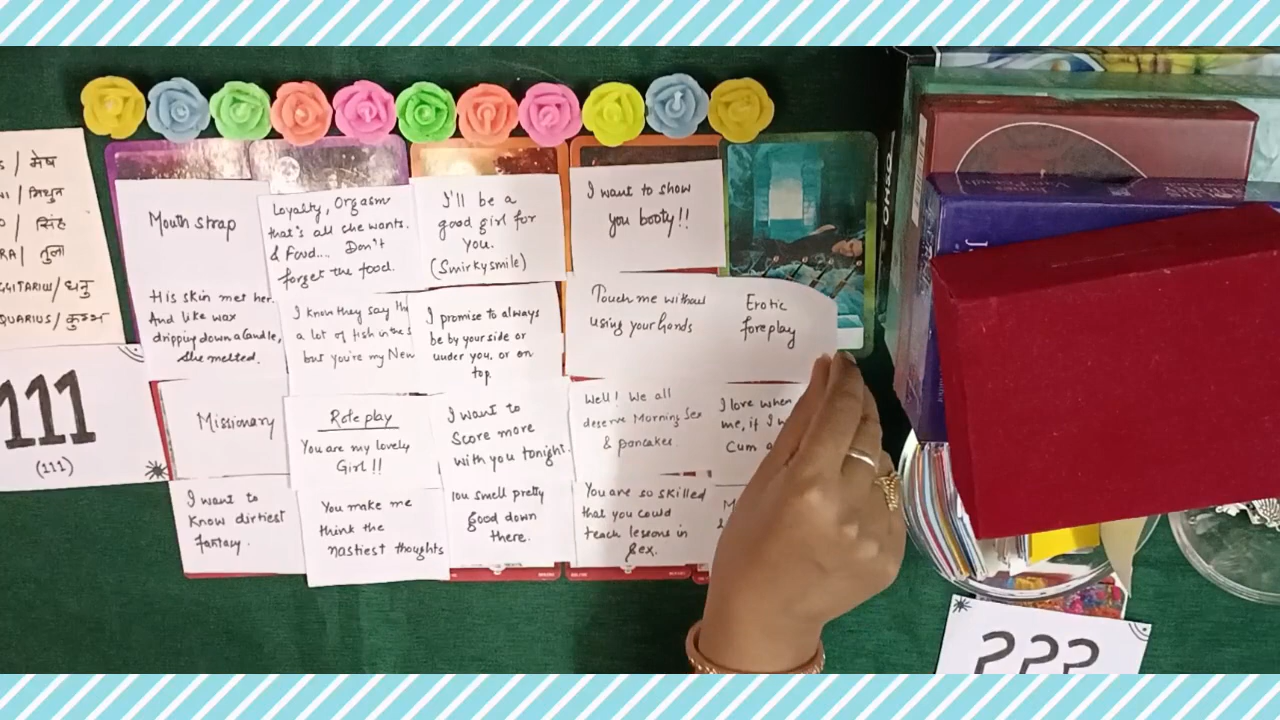 / मेष
/ मिथुन
O / सिंह
RA / तुला
GGITARIUS / धनु
QUARIUS / कुम्भ
111
(111)
Mouth strap
Loyalty, Orgasm
that's all she wants.
& Food.... Don't
forget the food.
I'll be a
good girl for
you.
(Smirkysmile)
I want to show
you booty!!
His skin met her.
And like wax
dripping down a Candle,
She melted.
I know they say th
a lot of fish in the s
but you're my New
I promise to always
be by your side or
under you, or on
top.
Touch me without
using your hands
Erotic
foreplay
Missionary
Role play
You are my lovely
Girl !!
I want to
Score more
with you tonight.
Well! We all
deserve Morning Sex
& pancakes.
I love when
me, if I
Cum
I want to
Know dirtiest
fantasy.
You make me
think the
nastiest thoughts
You smell pretty
good down
there.
You are so skilled
that you could
teach lessons in
Sex.
???